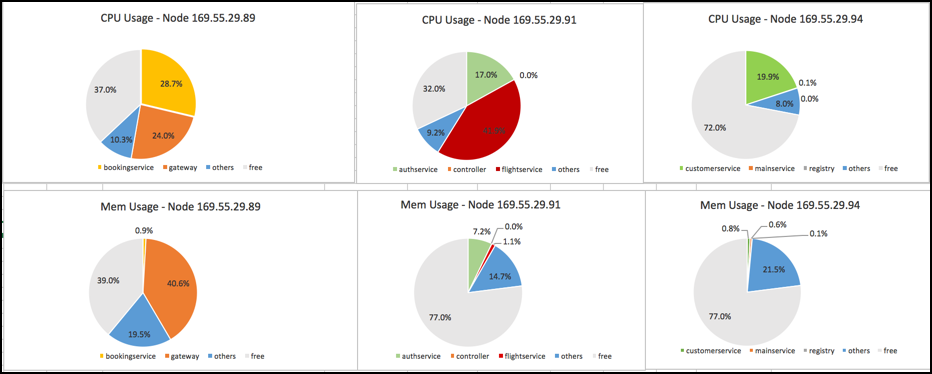 CPU Usage - Node 169.55.29.89
37.0%
28.7%
10.3%
24.0%
bookingservice gateway others free
CPU Usage - Node 169.55.29.91
17.0%
0.0%
32.0%
9.2%
authservice controller flightservice others free
CPU Usage - Node 169.55.29.94
19.9%
0.1%
0.0%
8.0%
72.0%
customerservice mainservice registry others free
Mem Usage - Node 169.55.29.89
0.9%
39.0%
40.6%
19.5%
bookingservice gateway others free
Mem Usage - Node 169.55.29.91
7.2%
0.0%
1.1%
14.7%
77.0%
authservice controller flightservice others free
Mem Usage - Node 169.55.29.94
0.8%
0.6%
0.1%
21.5%
77.0%
customerservice mainservice registry others free